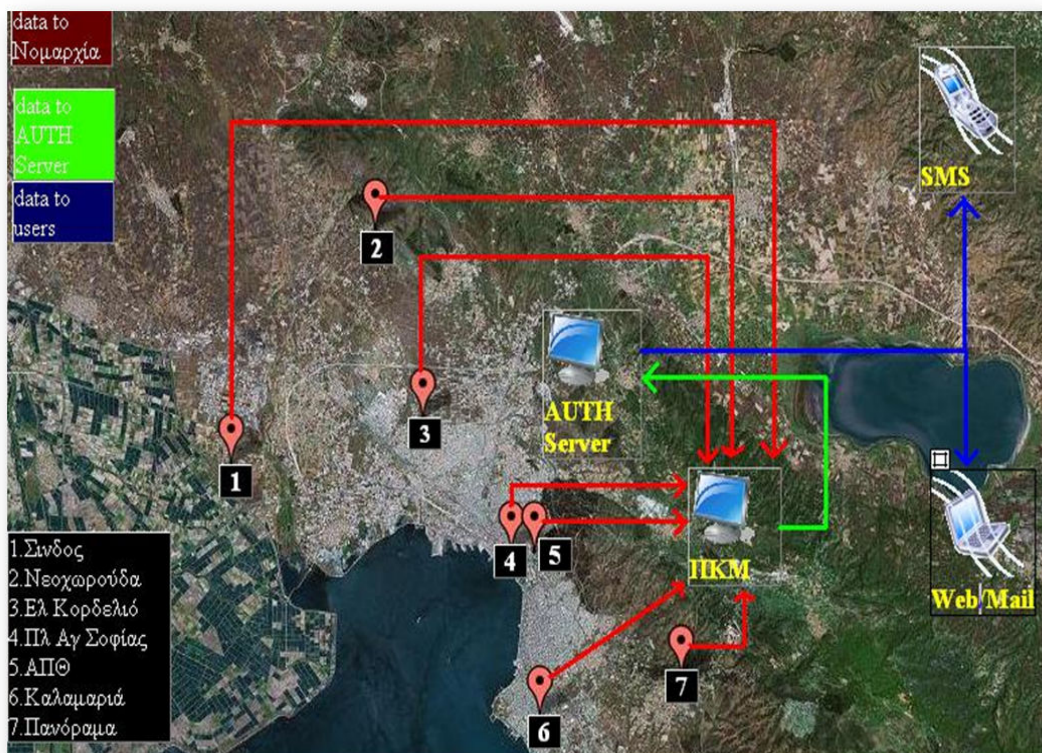 data to
Νομαρχία
data to
AUTH
Server
data to
users
SMS
2
AUTH
Server
3
1
4
5
ΠΚΜ
Web/Mail
7
6
1.Σινδος
2.Νεοχωρούδα
3.Ελ Κορδελιό
4.Πλ Αγ Σοφίας
5.ΑΠΘ
6.Καλαμαριά
7.Πανόραμα